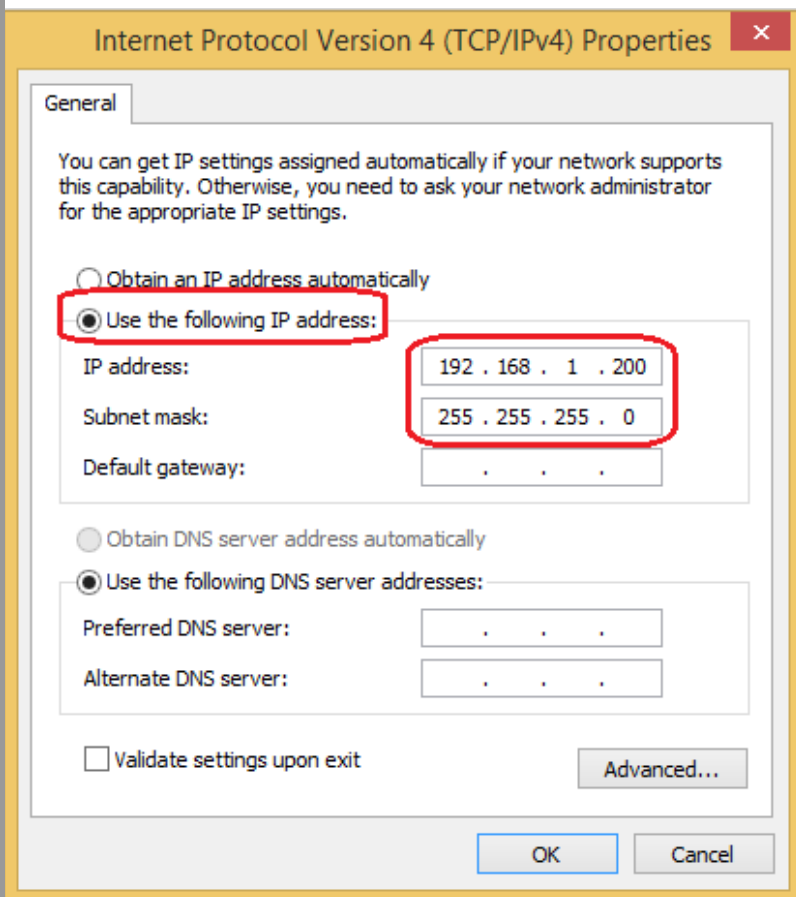 Internet Protocol Version 4 (TCP/IPv4) Properties
General
You can get IP settings assigned automatically if your network supports
this capability. Otherwise, you need to ask your network administrator
for the appropriate IP settings.
Obtain an IP address automatically
Use the following IP address:
IP address: 192 . 168 . 1 . 200
Subnet mask: 255 . 255 . 255 . 0
Default gateway: . . .
Obtain DNS server address automatically
Use the following DNS server addresses:
Preferred DNS server: . . .
Alternate DNS server: . . .
Validate settings upon exit
Advanced...
OK Cancel